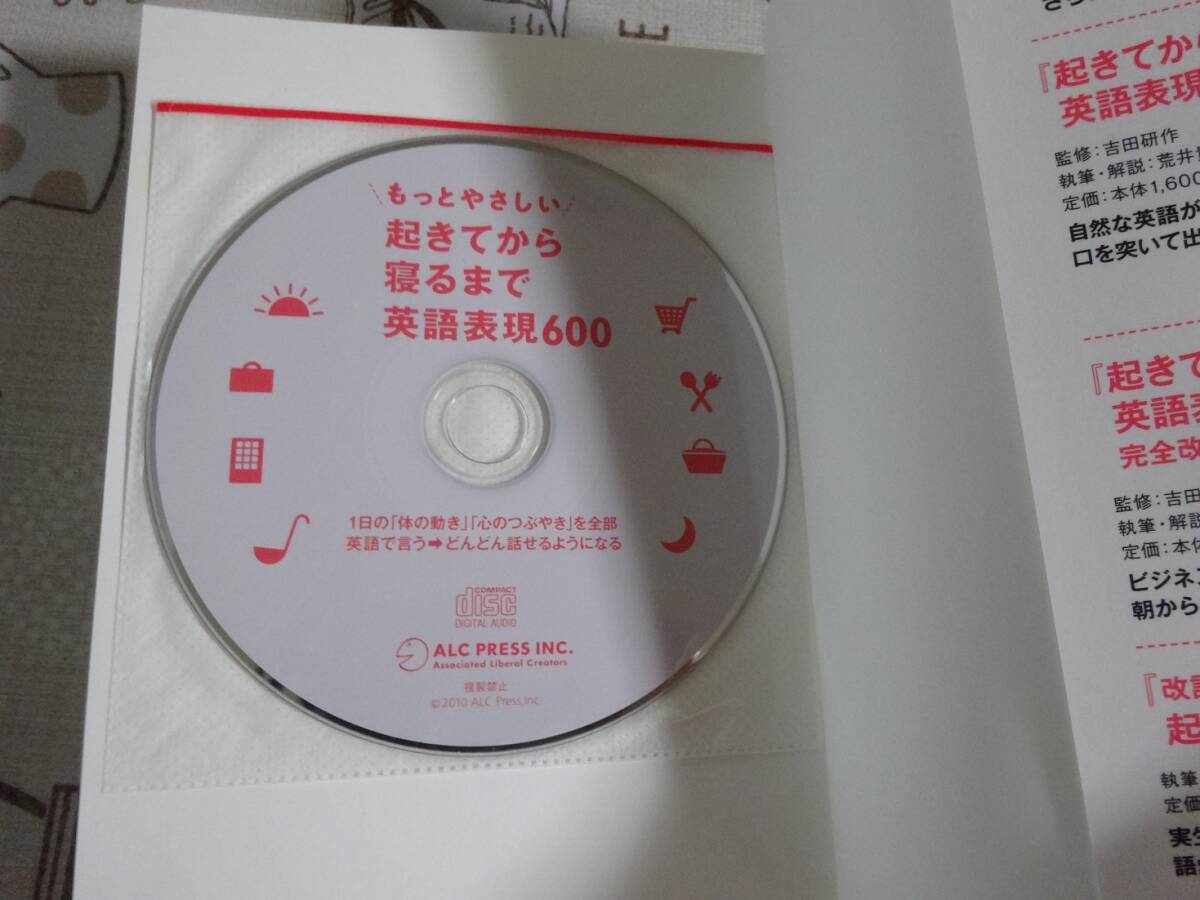 もっとやさしい
起きてから
寝るまで
英語表現600
1日の「体の動き」「心のつぶやき」を全部
英語で言う➡どんどん話せるようになる
COMPACT
disc
DIGITAL AUDIO
ALC PRESS INC.
Associated Liberal Creators
複製禁止
©2010 ALC Press,Inc
『起きてから
英語表現
監修：吉田研作
執筆・解説：荒井
定価：本体1,600
自然な英語が
口を突いて出
『起きて
英語
完全改
監修：吉田
執筆・解説
定価：本体
ビジネス
朝から
『改訂
起
執筆
定価
実生
語